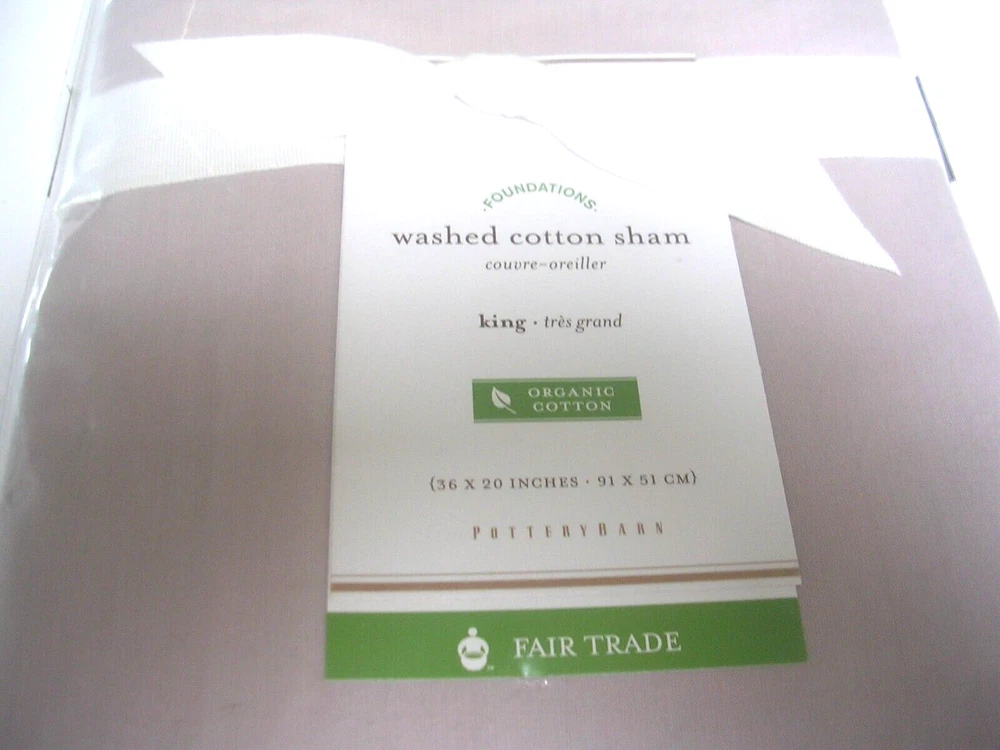 ·FOUNDATIONS·
washed cotton sham
couvre-oreiller
king · très grand
ORGANIC
COTTON
{36 X 20 INCHES · 91 X 51 CM}
POTTERYBARN
FAIR TRADE